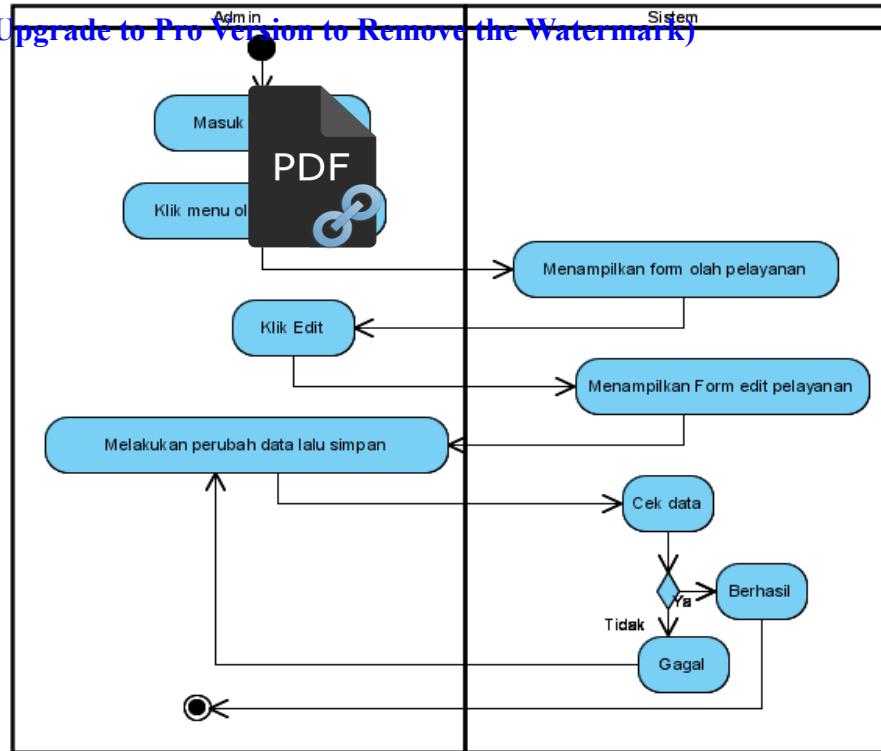 Admin
Sistem
Upgrade to Pro Version to Remove the Watermark)
Masuk
PDF
Klik menu
Menampilkan form olah pelayanan
Klik Edit
Menampilkan Form edit pelayanan
Melakukan perubah data lalu simpan
Cek data
Ya
Berhasil
Tidak
Gagal